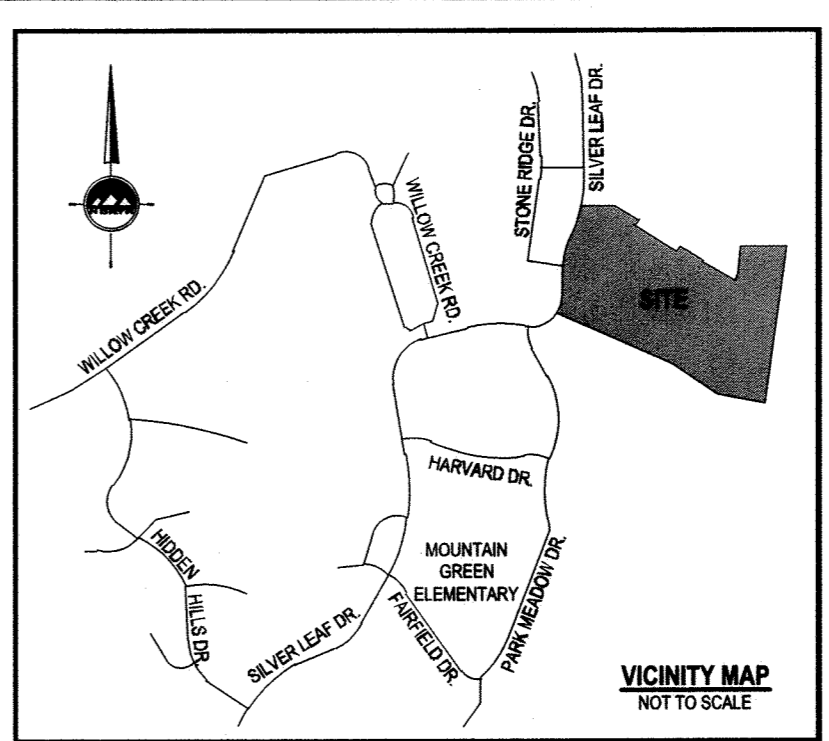 STONE RIDGE DR.
SILVER LEAF DR.
WILLOW CREEK RD.
WILLOW CREEK RD.
SITE
HARVARD DR.
MOUNTAIN
GREEN
ELEMENTARY
HIDDEN
HILLS DR.
SILVER LEAF DR.
FAIRFIELD DR.
PARK MEADOW DR.
VICINITY MAP
NOT TO SCALE